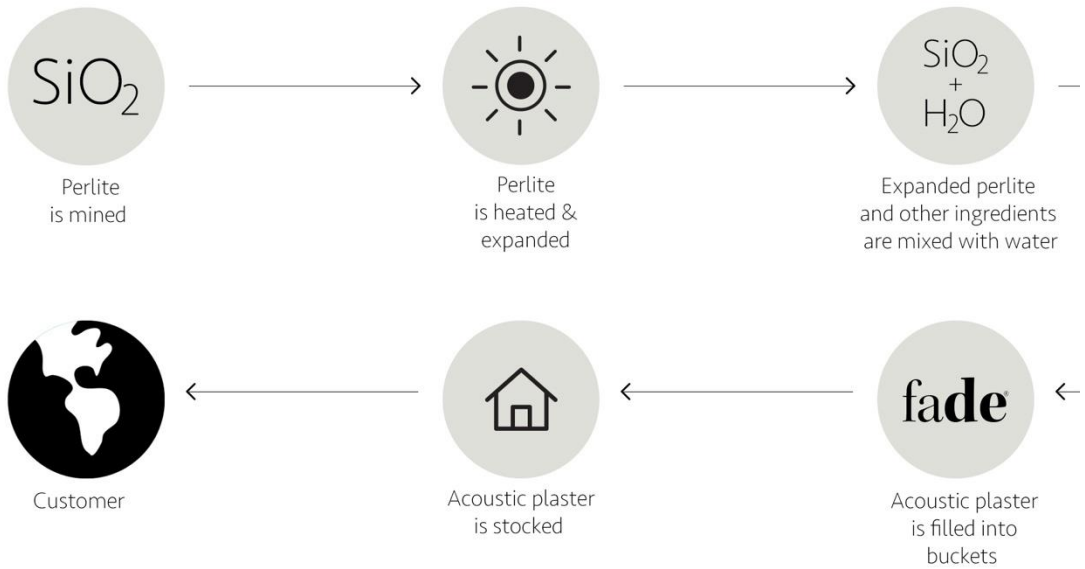 SiO₂
Perlite
is mined
Perlite
is heated &
expanded
SiO₂
+
H₂O
Expanded perlite
and other ingredients
are mixed with water
Customer
Acoustic plaster
is stocked
fade®
Acoustic plaster
is filled into
buckets